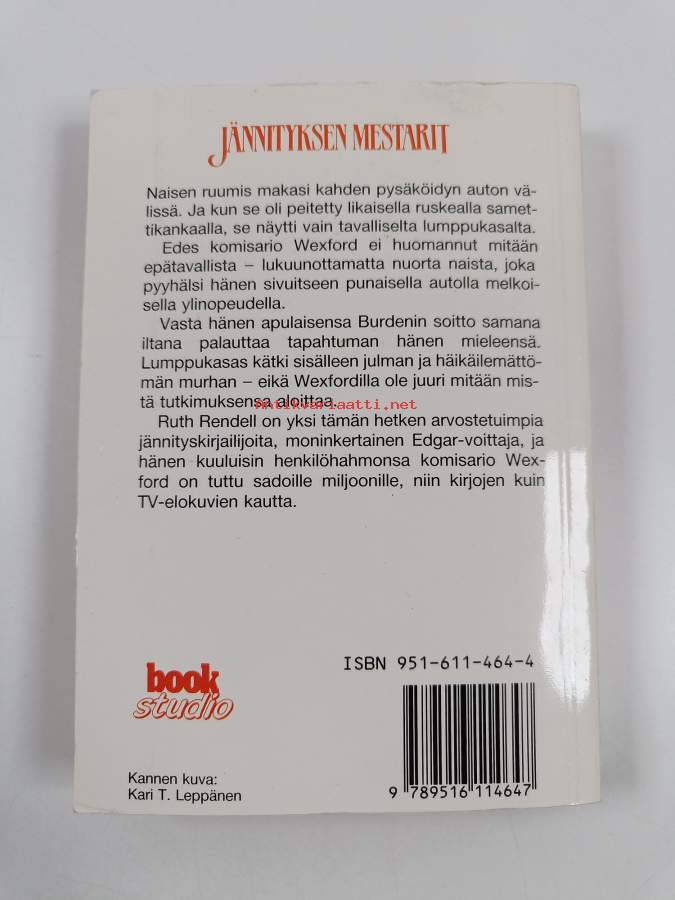 JÄNNITYKSEN MESTARIT
Naisen ruumis makasi kahden pysäköidyn auton vä-
lissä. Ja kun se oli peitetty likaisella ruskealla samet-
tikankaalla, se näytti vain tavalliselta lumppukasalta.
Edes komisario Wexford ei huomannut mitään
epätavallista – lukuunottamatta nuorta naista, joka
pyyhälsi hänen sivuitseen punaisella autolla melkoi-
sella ylinopeudella.
Vasta hänen apulaisensa Burdenin soitto samana
iltana palauttaa tapahtuman hänen mieleensä.
Lumppukasas kätki sisälleen julman ja häikäilemättö-
män murhan – eikä Wexfordilla ole juuri mitään mis-
tä tutkimuksensa aloittaa.
Antikvariaatti.net
Ruth Rendell on yksi tämän hetken arvostetuimpia
jännityskirjailijoita, moninkertainen Edgar-voittaja, ja
hänen kuuluisin henkilöhahmonsa komisario Wex-
ford on tuttu sadoille miljoonille, niin kirjojen kuin
TV-elokuvien kautta.
ISBN 951-611-464-4
book
studio
Kannen kuva:
Kari T. Leppänen
9 789516 114647